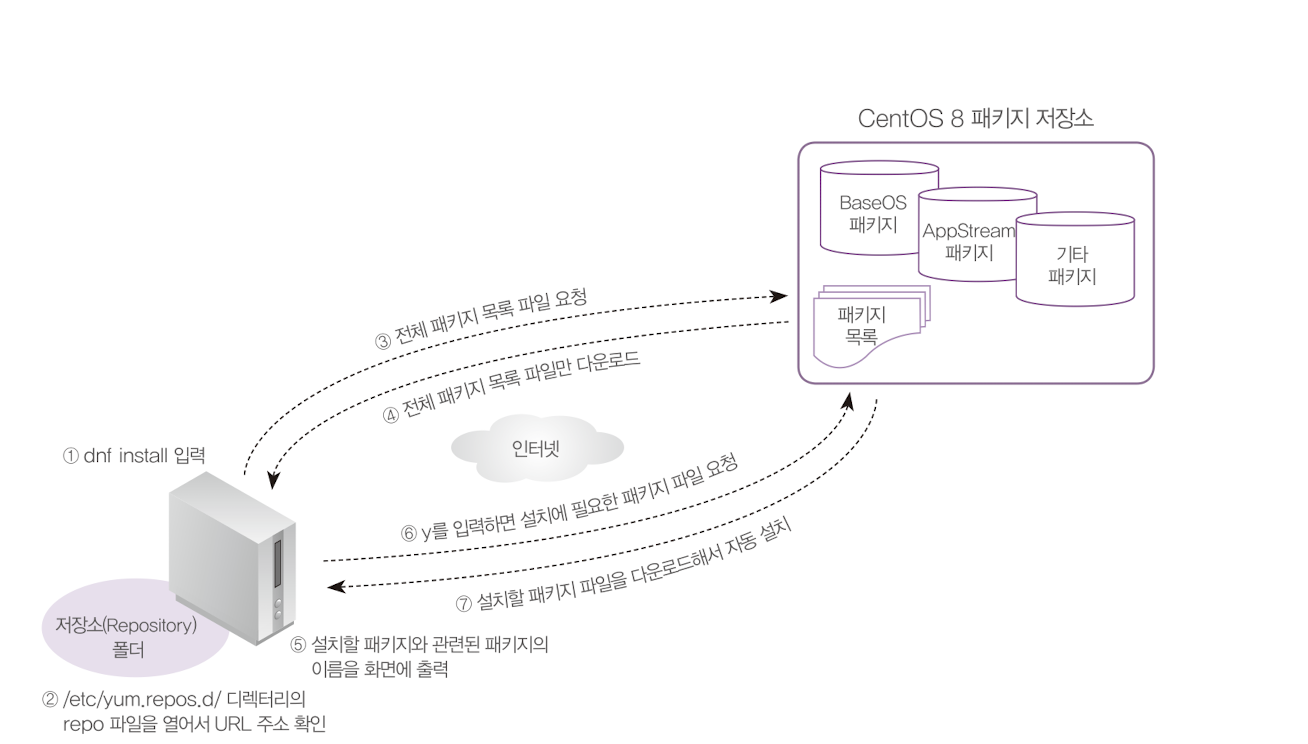 CentOS 8 패키지 저장소
BaseOS
패키지
AppStream
패키지
기타
패키지
패키지
목록
③ 전체 패키지 목록 파일 요청
④ 전체 패키지 목록 파일만 다운로드
인터넷
① dnf install 입력
⑥ y를 입력하면 설치에 필요한 패키지 파일 요청
⑦ 설치할 패키지 파일을 다운로드해서 자동 설치
저장소(Repository)
폴더
⑤ 설치할 패키지와 관련된 패키지의
이름을 화면에 출력
② /etc/yum.repos.d/ 디렉터리의
repo 파일을 열어서 URL 주소 확인